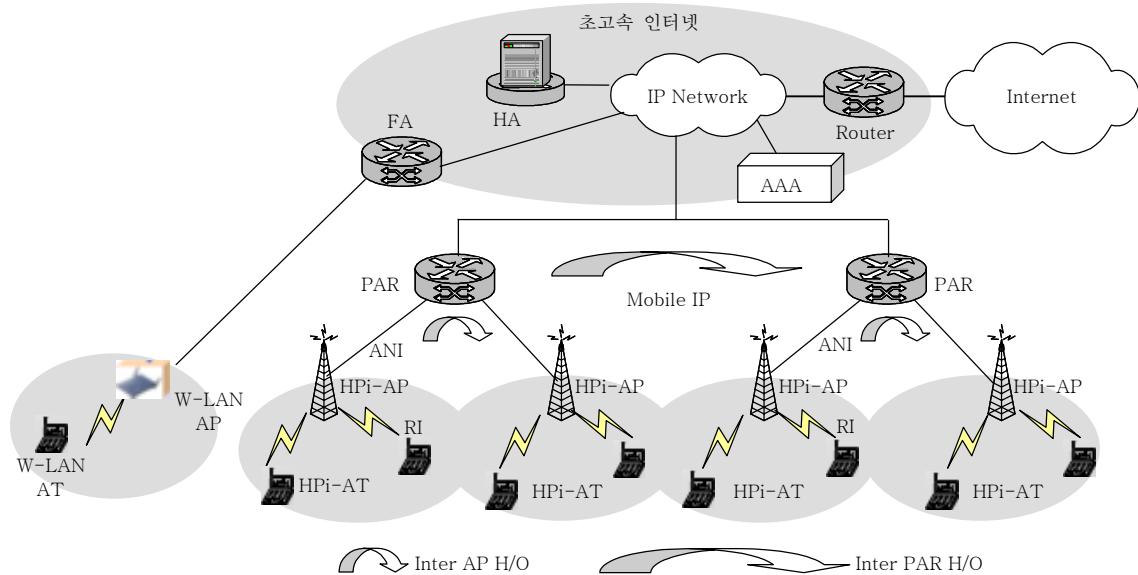 초고속 인터넷
HA
IP Network
Router
Internet
FA
AAA
PAR
Mobile IP
PAR
ANI
ANI
HPi-AP
HPi-AP
HPi-AP
HPi-AP
W-LAN
AP
RI
RI
W-LAN
AT
HPi-AT
HPi-AT
HPi-AT
HPi-AT
Inter AP H/O
Inter PAR H/O